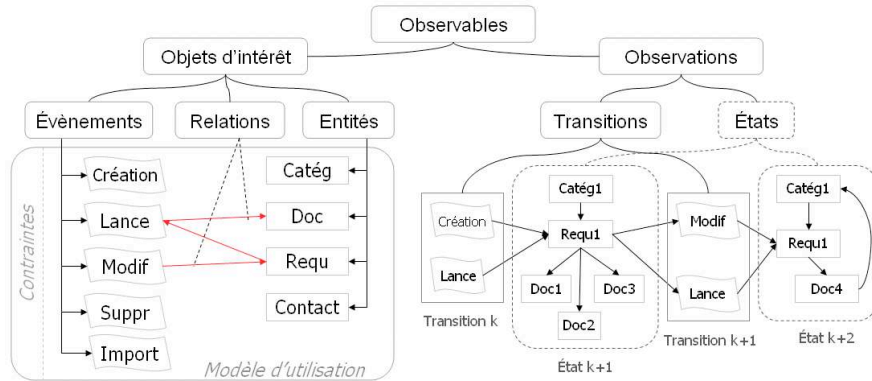 Observables
Objets d'intérêt
Observations
Évènements
Relations
Entités
Transitions
États
Contraintes
Création
Lance
Modif
Suppr
Import
Catég
Doc
Requ
Contact
Modèle d'utilisation
Création
Lance
Transition k
Catég1
Requ1
Doc1
Doc3
Doc2
État k+1
Modif
Lance
Transition k+1
Catég1
Requ1
Doc4
État k+2